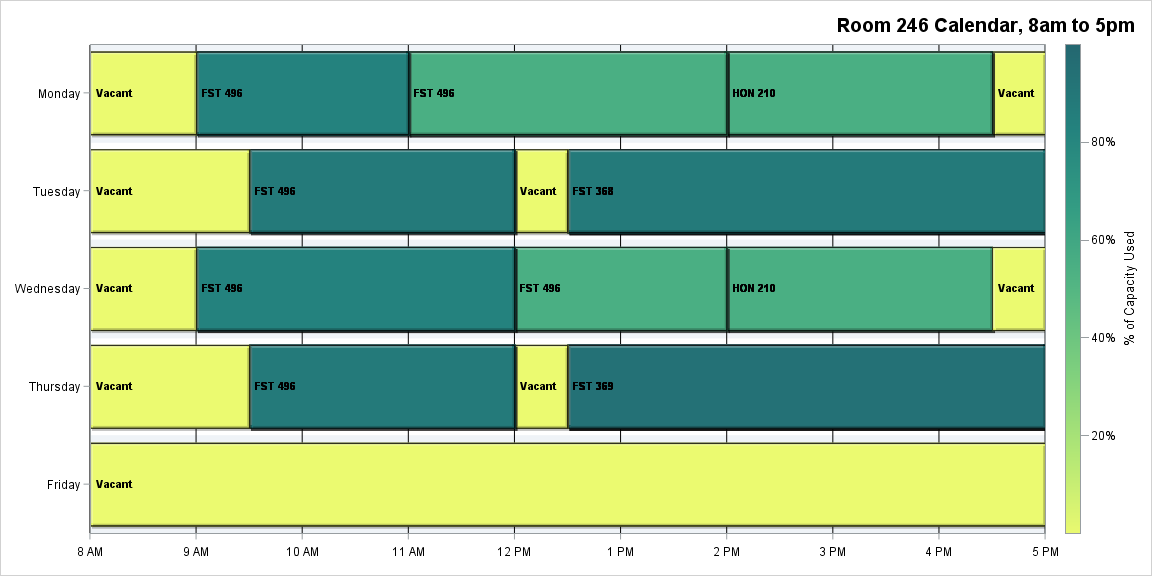 Room 246 Calendar, 8am to 5pm
Monday
Vacant
FST 496
FST 496
HON 210
Vacant
Tuesday
Vacant
FST 496
Vacant
FST 368
Wednesday
Vacant
FST 496
FST 496
HON 210
Vacant
Thursday
Vacant
FST 496
Vacant
FST 369
Friday
Vacant
8 AM
9 AM
10 AM
11 AM
12 PM
1 PM
2 PM
3 PM
4 PM
5 PM
80%
60%
40%
20%
% of Capacity Used